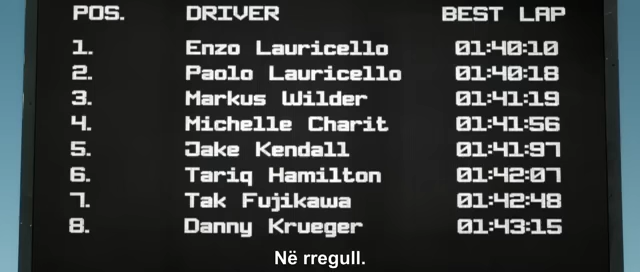 POS. DRIVER BEST LAP
1. Enzo Lauricello 01:40:10
2. Paolo Lauricello 01:40:18
3. Markus Wilder 01:41:19
4. Michelle Charit 01:41:56
5. Jake Kendall 01:41:97
6. Tariq Hamilton 01:42:07
7. Tak Fujikawa 01:42:48
8. Danny Krueger 01:43:15
Në rregull.